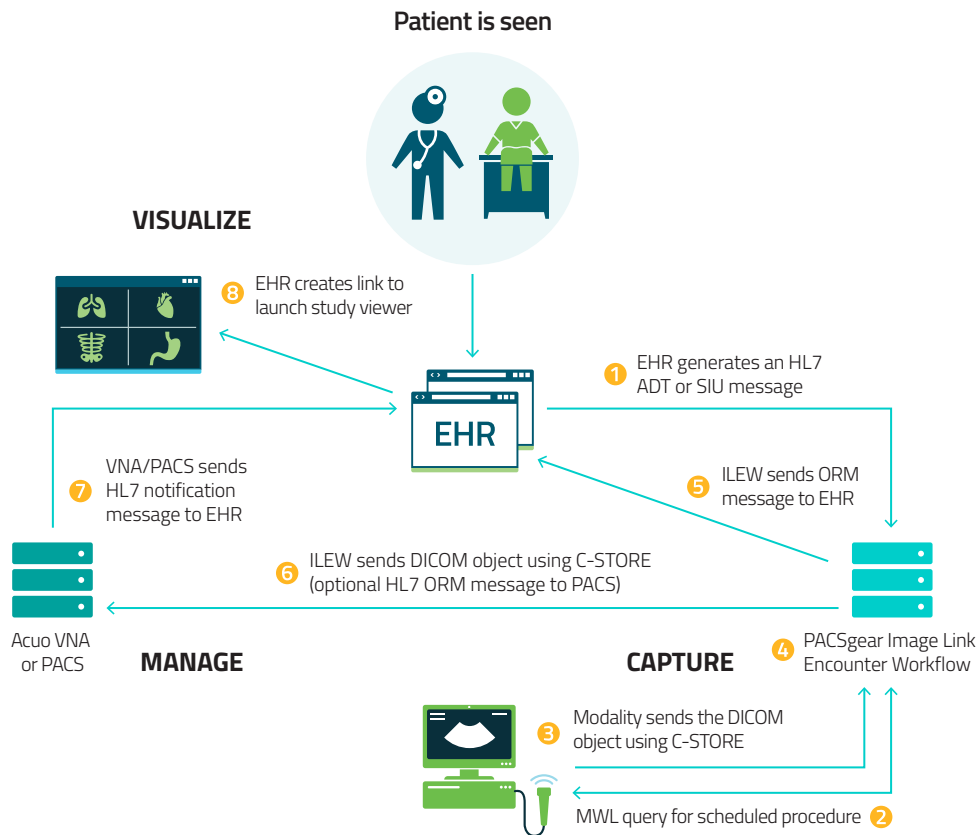 Patient is seen
VISUALIZE
8 EHR creates link to
launch study viewer
1 EHR generates an HL7
ADT or SIU message
EHR
7 VNA/PACS sends
HL7 notification
message to EHR
5 ILEW sends ORM
message to EHR
6 ILEW sends DICOM object using C-STORE
(optional HL7 ORM message to PACS)
Acuo VNA
or PACS
MANAGE
CAPTURE
4 PACSgear Image Link
Encounter Workflow
3 Modality sends the DICOM
object using C-STORE
MWL query for scheduled procedure 2